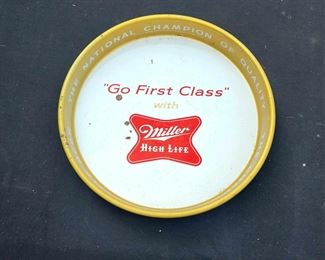 THE NATIONAL CHAMPION OF QUALITY
"Go First Class"
with
Miller
HIGH LIFE